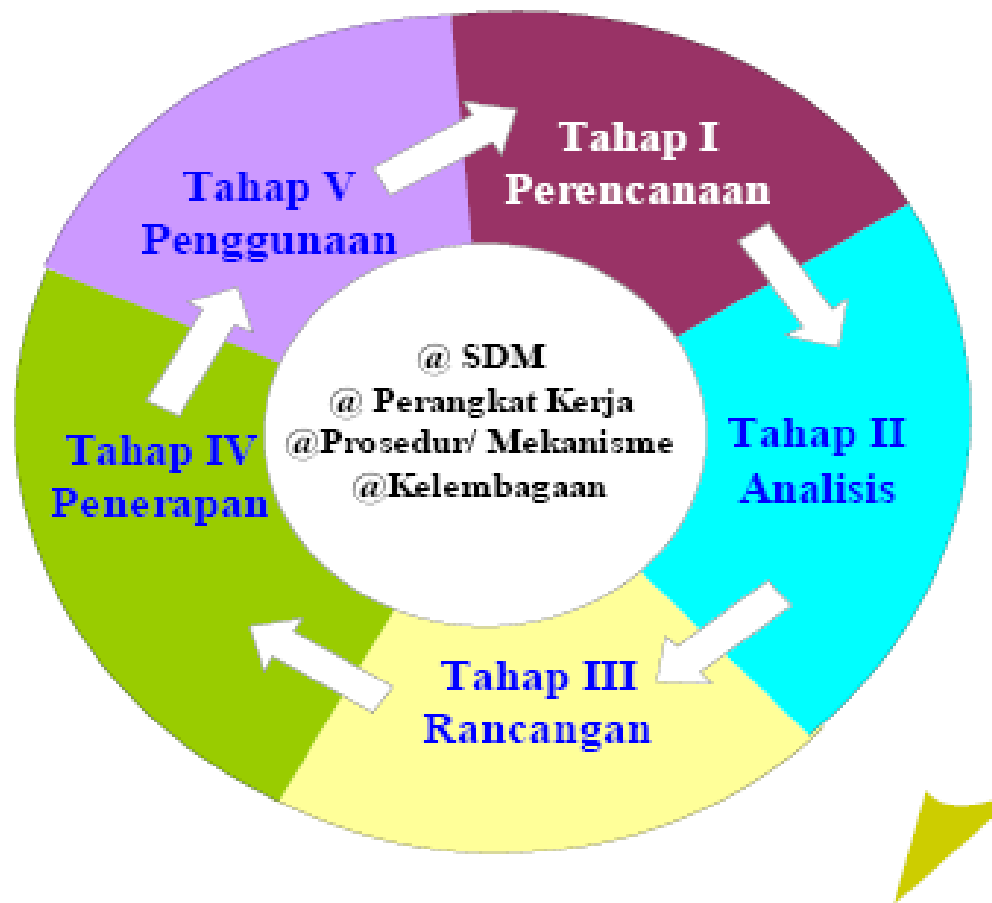 Tahap I
Perencanaan
Tahap II
Analisis
Tahap III
Rancangan
Tahap IV
Penerapan
Tahap V
Penggunaan
@ SDM
@ Perangkat Kerja
@Prosedur/ Mekanisme
@Kelembagaan